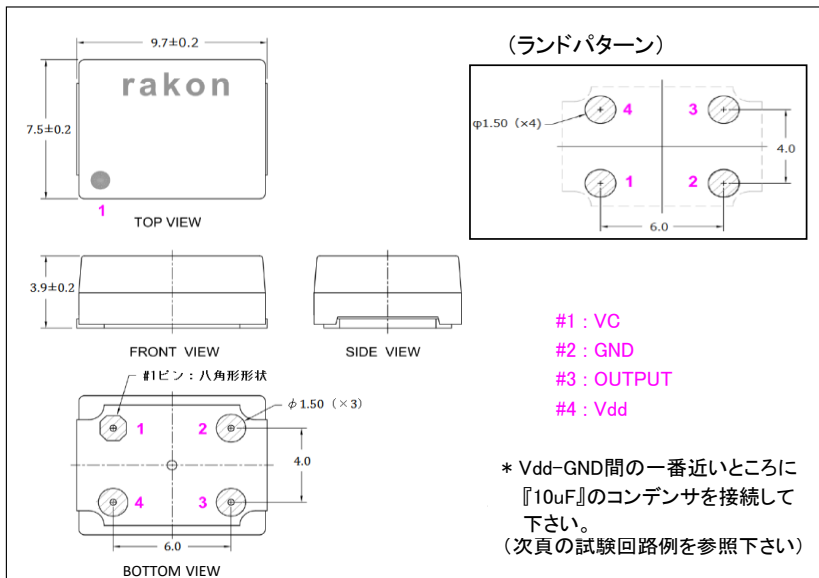 9.7±0.2
rakon
7.5±0.2
1
TOP VIEW
(ランドパターン)
φ1.50 (×4)
4
3
4.0
1
2
6.0
3.9±0.2
FRONT VIEW
SIDE VIEW
#1 : VC
#2 : GND
#3 : OUTPUT
#4 : Vdd
#1ピン : 八角形形状
φ1.50 (×3)
1
2
4.0
4
3
6.0
BOTTOM VIEW
* Vdd-GND間の一番近いところに
『10uF』のコンデンサを接続して
下さい。
(次頁の試験回路例を参照下さい)